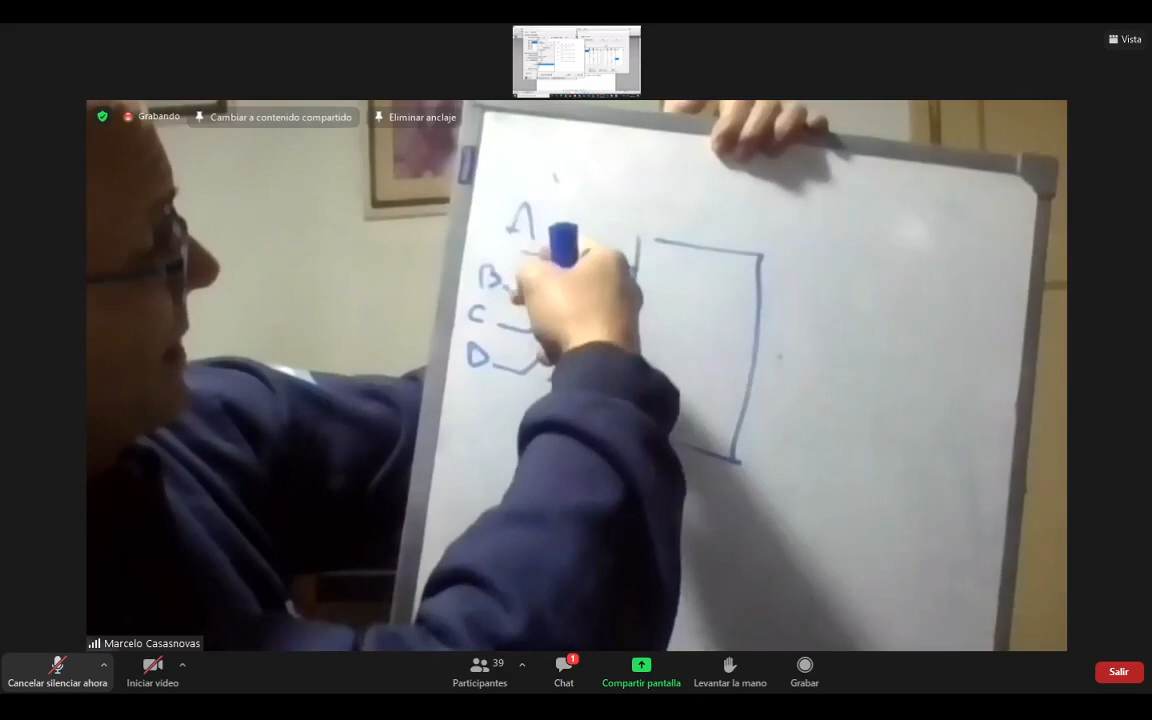 Vista
Grabando
Cambiar a contenido compartido
Eliminar anclaje
A
B
C
D
Marcelo Casasnovas
Cancelar silenciar ahora
Iniciar video
39
Participantes
1
Chat
Compartir pantalla
Levantar la mano
Grabar
Salir